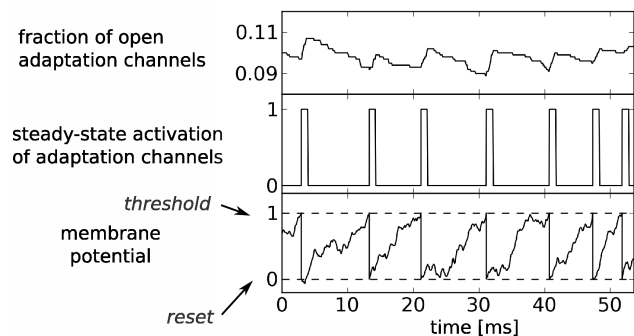 fraction of open
adaptation channels
0.11
0.09
steady-state activation
of adaptation channels
1
0
threshold
membrane
potential
reset
1
0
0 10 20 30 40 50
time [ms]